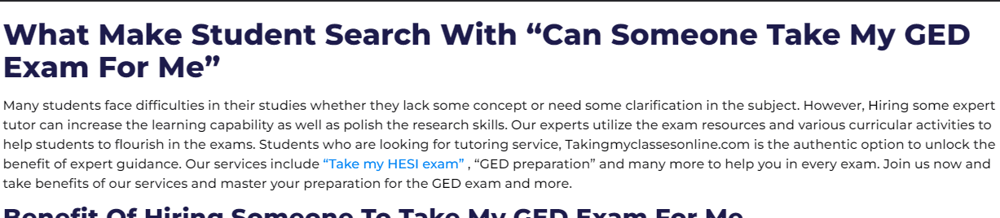 What Make Student Search With “Can Someone Take My GED
Exam For Me”
Many students face difficulties in their studies whether they lack some concept or need some clarification in the subject. However, Hiring some expert
tutor can increase the learning capability as well as polish the research skills. Our experts utilize the exam resources and various curricular activities to
help students to flourish in the exams. Students who are looking for tutoring service, Takingmyclassesonline.com is the authentic option to unlock the
benefit of expert guidance. Our services include “Take my HESI exam” , “GED preparation” and many more to help you in every exam. Join us now and
take benefits of our services and master your preparation for the GED exam and more.
Benefit Of Hiring Someone To Take My GED Exam For Me